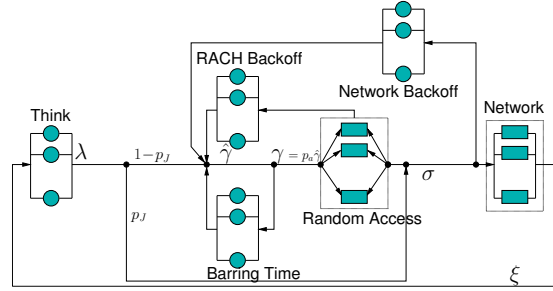 RACH Backoff
Network Backoff
Think
Network
λ
1−p_J
γ̂
γ = p_a γ̂
σ
Random Access
p_J
Barring Time
ξ